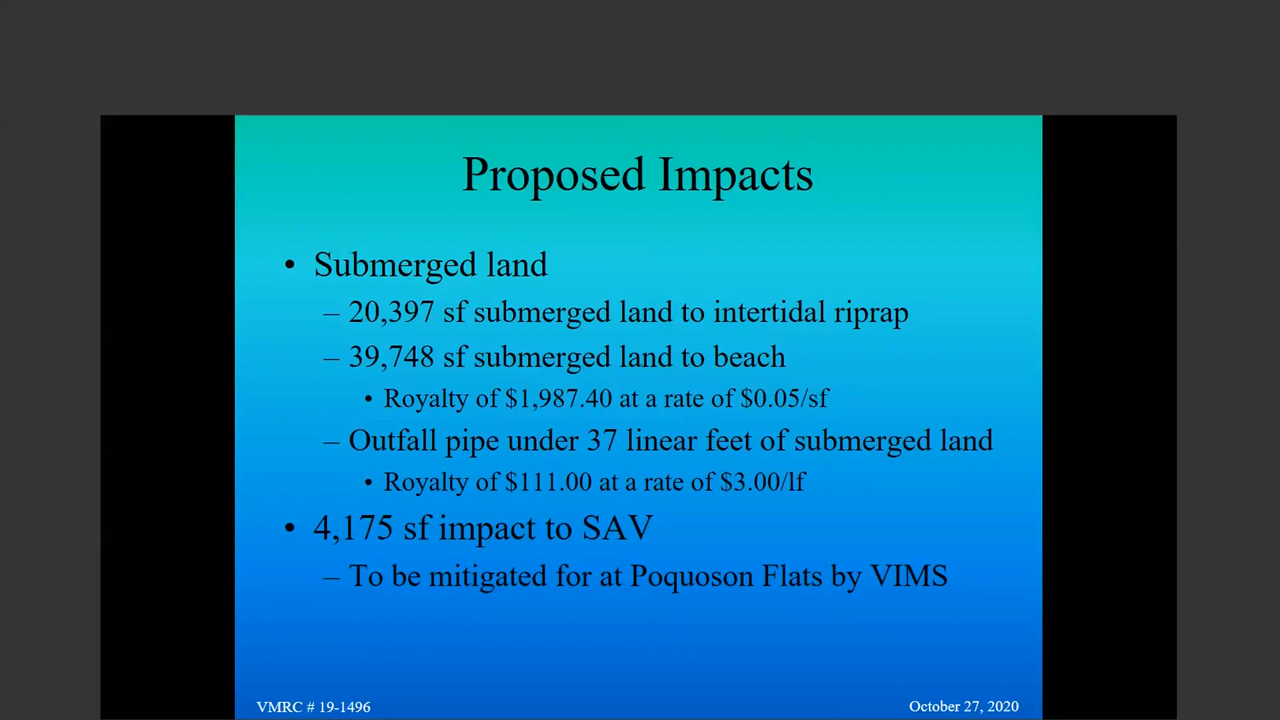 Proposed Impacts
• Submerged land
– 20,397 sf submerged land to intertidal riprap
– 39,748 sf submerged land to beach
• Royalty of $1,987.40 at a rate of $0.05/sf
– Outfall pipe under 37 linear feet of submerged land
• Royalty of $111.00 at a rate of $3.00/lf
• 4,175 sf impact to SAV
– To be mitigated for at Poquoson Flats by VIMS
VMRC # 19-1496
October 27, 2020